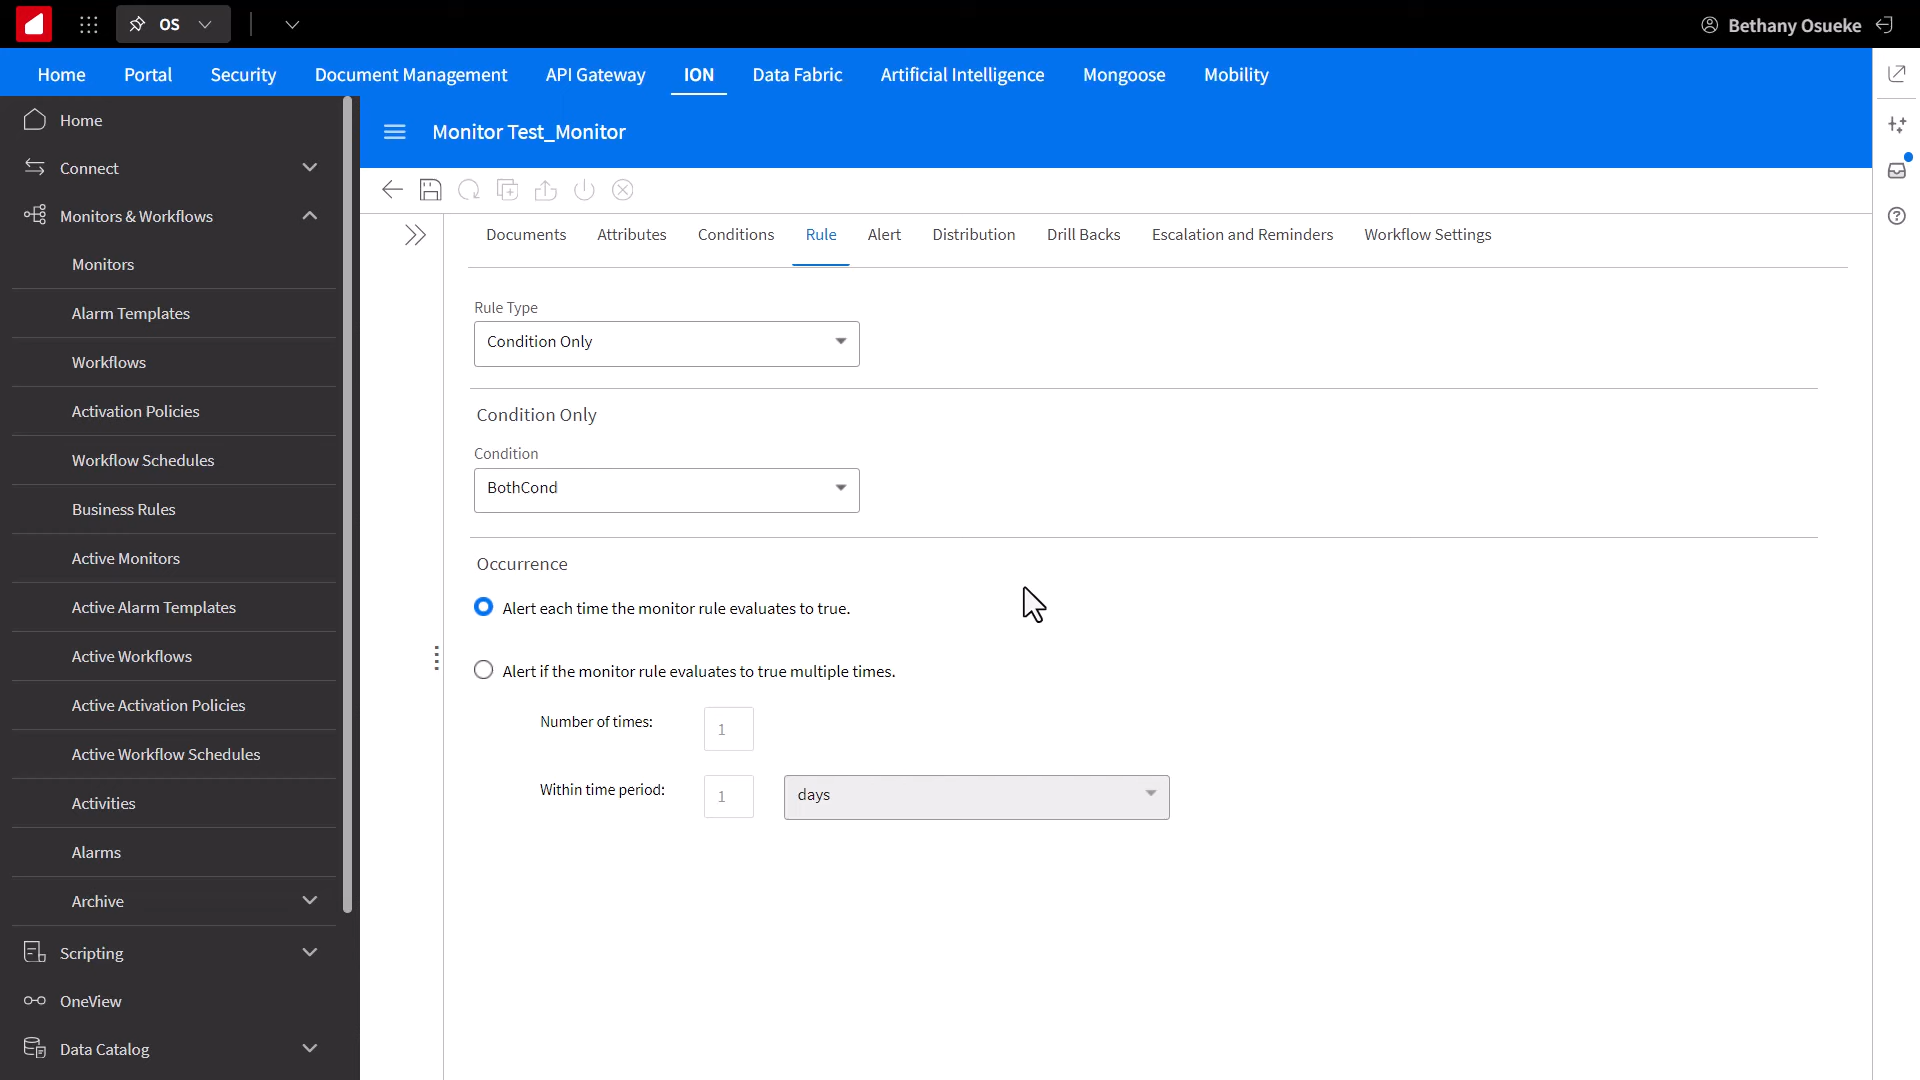 OS
Bethany Osueke
Home Portal Security Document Management API Gateway ION Data Fabric Artificial Intelligence Mongoose Mobility
Home
Connect
Monitors & Workflows
Monitors
Alarm Templates
Workflows
Activation Policies
Workflow Schedules
Business Rules
Active Monitors
Active Alarm Templates
Active Workflows
Active Activation Policies
Active Workflow Schedules
Activities
Alarms
Archive
Scripting
OneView
Data Catalog
Monitor Test_Monitor
Documents Attributes Conditions Rule Alert Distribution Drill Backs Escalation and Reminders Workflow Settings
Rule Type
Condition Only
Condition Only
Condition
BothCond
Occurrence
Alert each time the monitor rule evaluates to true.
Alert if the monitor rule evaluates to true multiple times.
Number of times: 1
Within time period: 1 days